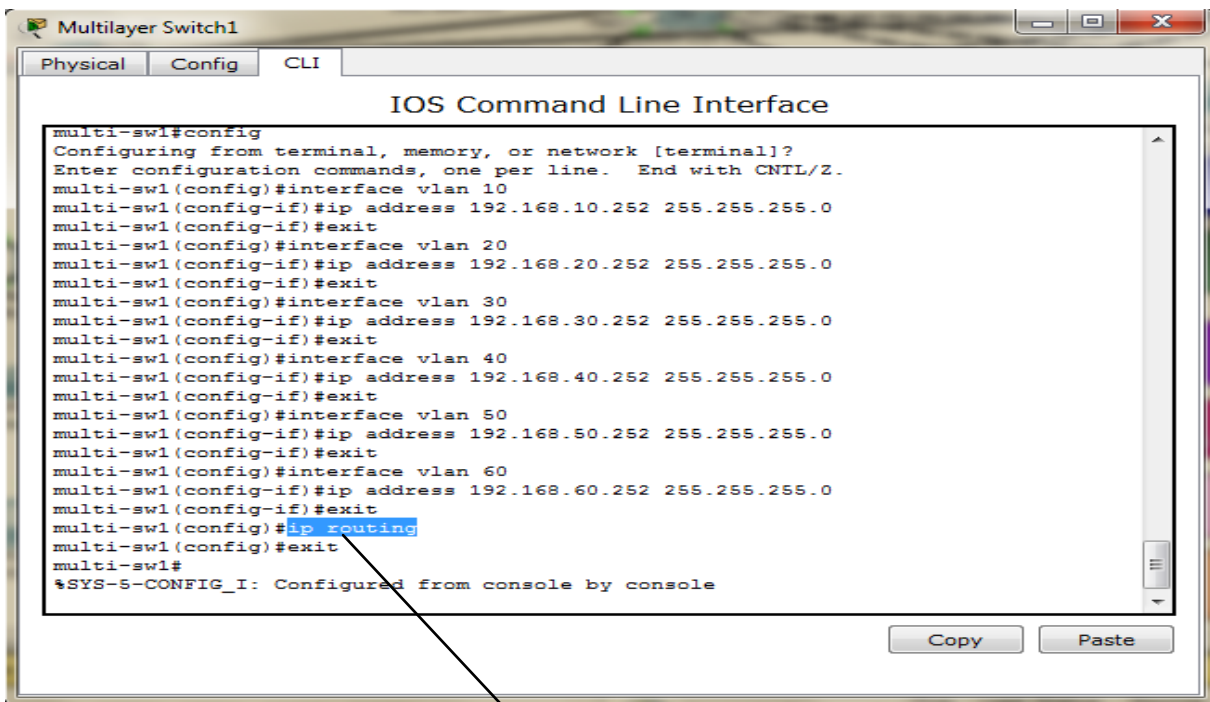 Multilayer Switch1
Physical Config CLI
IOS Command Line Interface
multi-sw1#config
Configuring from terminal, memory, or network [terminal]?
Enter configuration commands, one per line.  End with CNTL/Z.
multi-sw1(config)#interface vlan 10
multi-sw1(config-if)#ip address 192.168.10.252 255.255.255.0
multi-sw1(config-if)#exit
multi-sw1(config)#interface vlan 20
multi-sw1(config-if)#ip address 192.168.20.252 255.255.255.0
multi-sw1(config-if)#exit
multi-sw1(config)#interface vlan 30
multi-sw1(config-if)#ip address 192.168.30.252 255.255.255.0
multi-sw1(config-if)#exit
multi-sw1(config)#interface vlan 40
multi-sw1(config-if)#ip address 192.168.40.252 255.255.255.0
multi-sw1(config-if)#exit
multi-sw1(config)#interface vlan 50
multi-sw1(config-if)#ip address 192.168.50.252 255.255.255.0
multi-sw1(config-if)#exit
multi-sw1(config)#interface vlan 60
multi-sw1(config-if)#ip address 192.168.60.252 255.255.255.0
multi-sw1(config-if)#exit
multi-sw1(config)#ip routing
multi-sw1(config)#exit
multi-sw1#
%SYS-5-CONFIG_I: Configured from console by console
Copy Paste